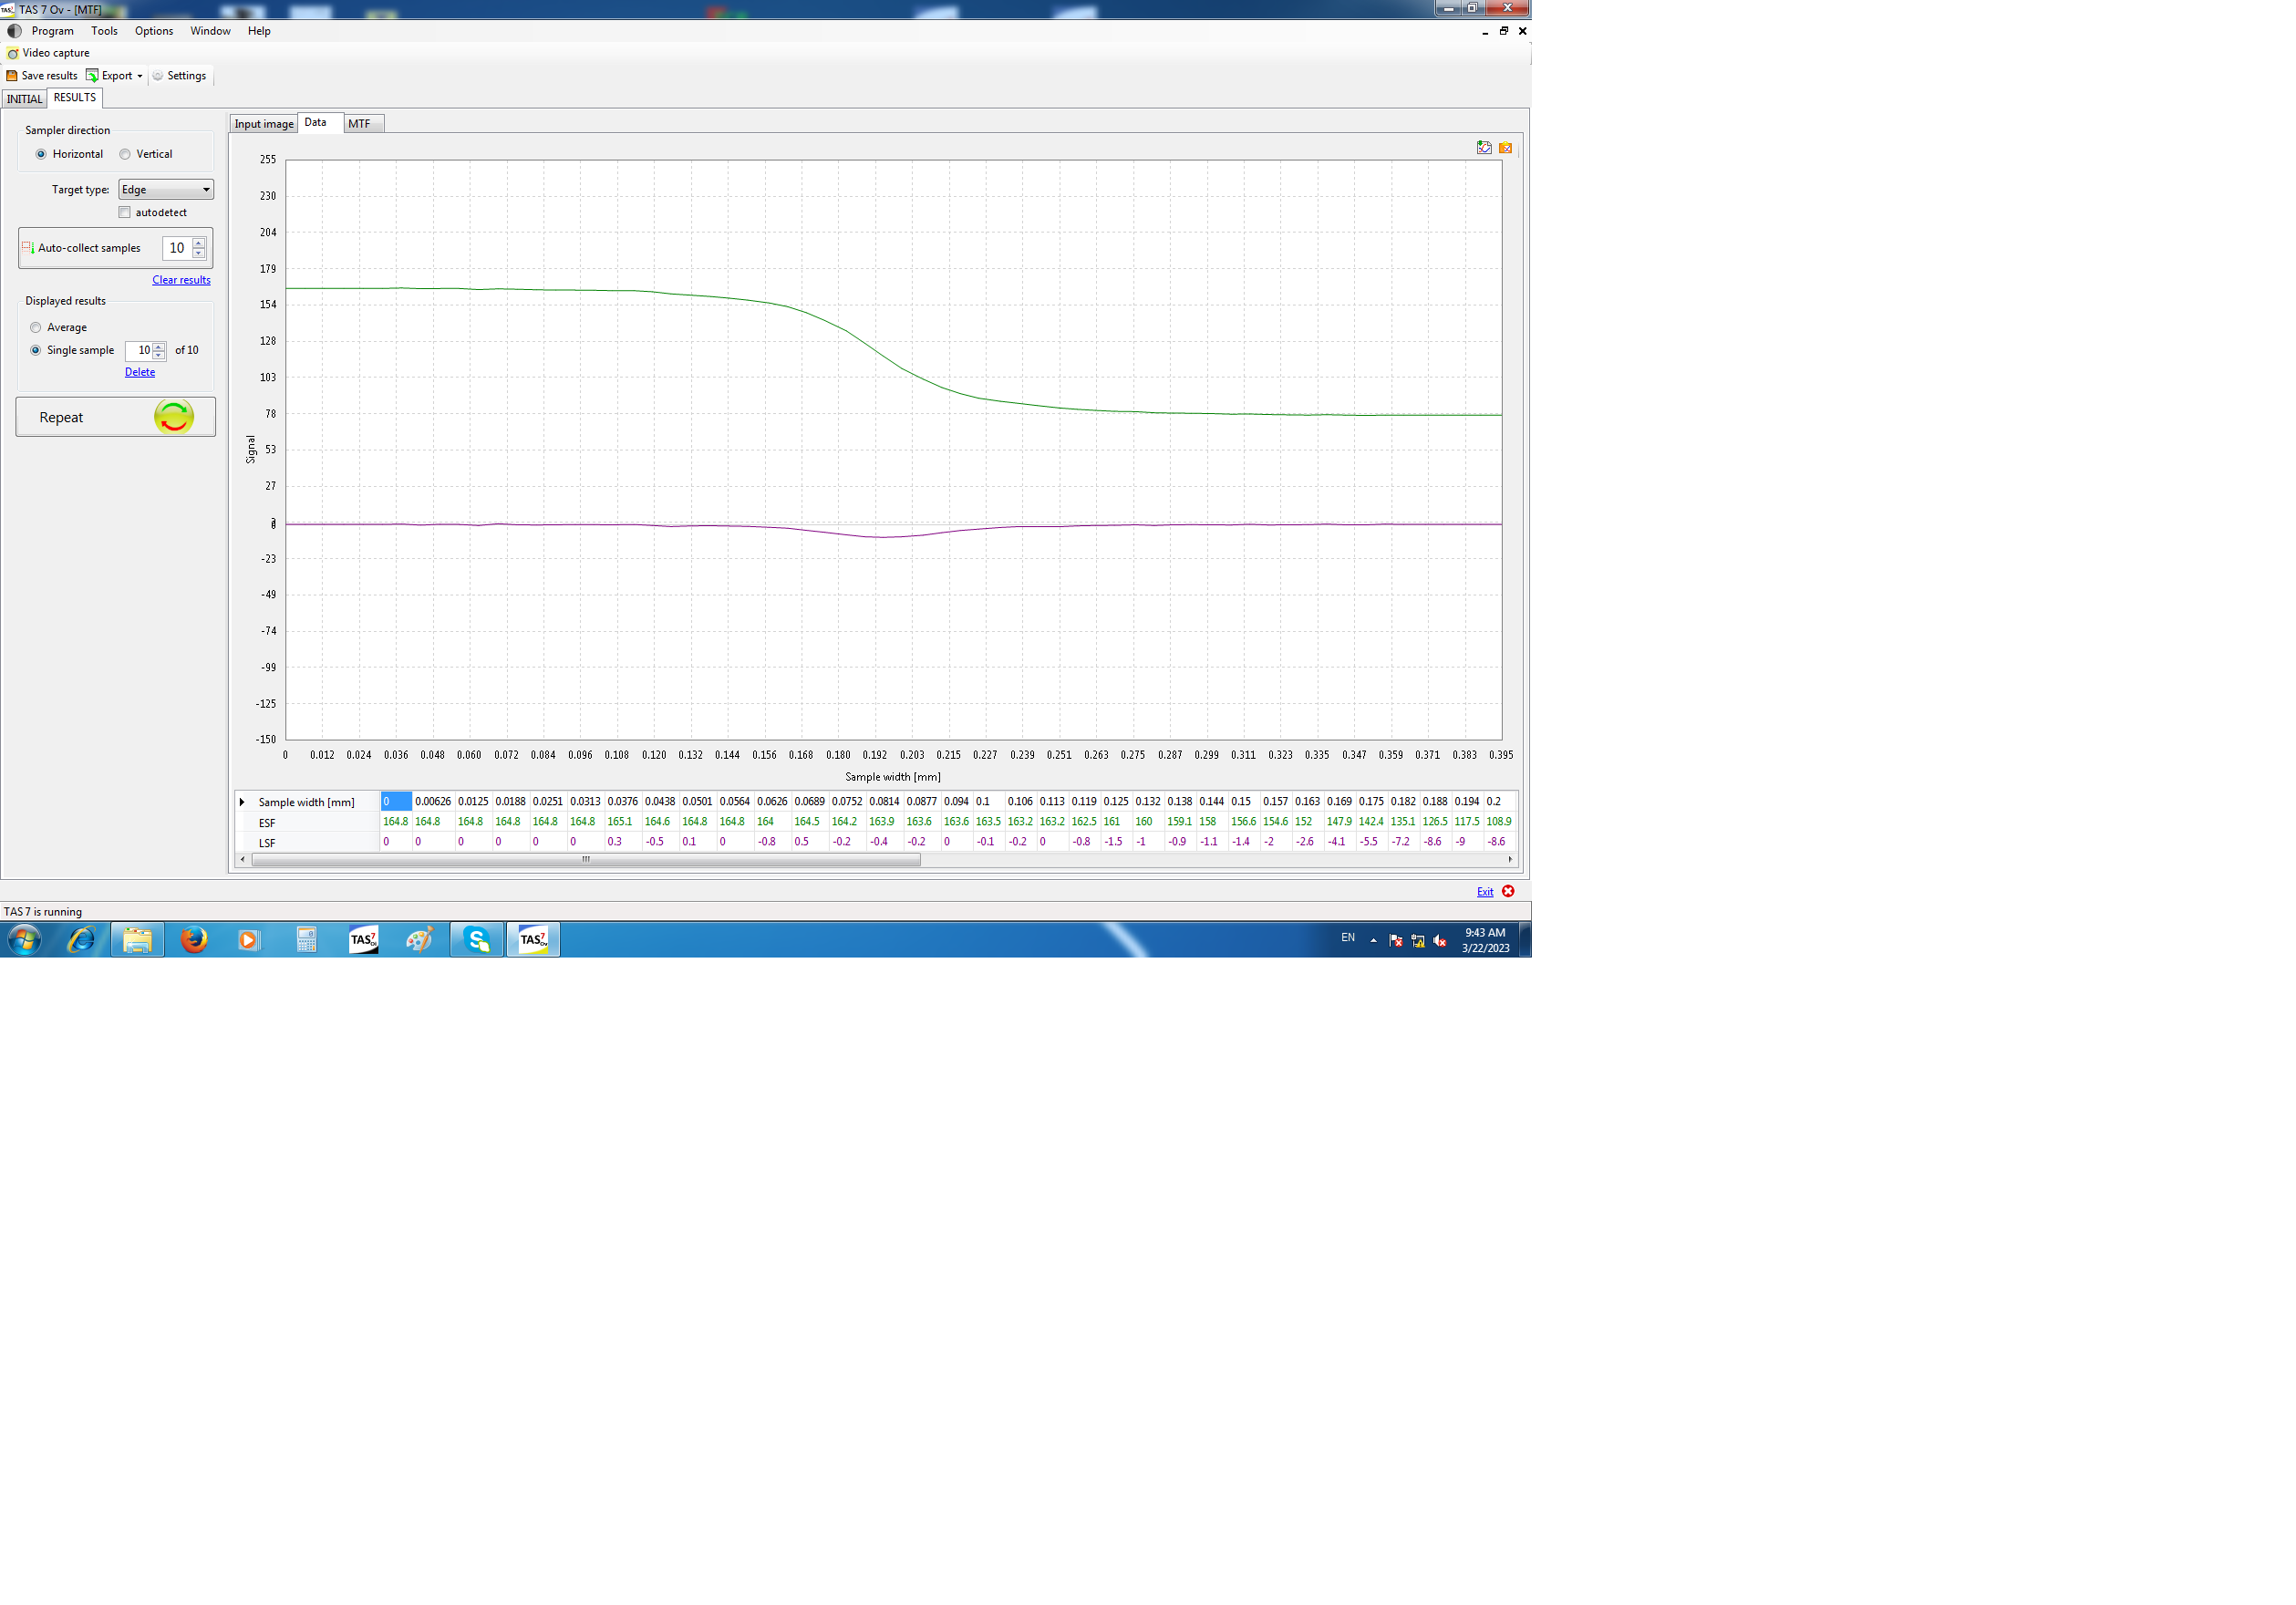 TAS 7 Ov - [MTF]
Program Tools Options Window Help
Video capture
Save results Export Settings
INITIAL RESULTS
Sampler direction
Horizontal Vertical
Target type: Edge
autodetect
Auto-collect samples 10
Clear results
Displayed results
Average
Single sample 10 of 10
Delete
Repeat
Input image Data MTF
255
230
204
179
154
128
103
78
53
27
0
-23
-49
-74
-99
-125
-150
Signal
0 0.012 0.024 0.036 0.048 0.060 0.072 0.084 0.096 0.108 0.120 0.132 0.144 0.156 0.168 0.180 0.192 0.203 0.215 0.227 0.239 0.251 0.263 0.275 0.287 0.299 0.311 0.323 0.335 0.347 0.359 0.371 0.383 0.395
Sample width [mm]
Sample width [mm] 0 0.00626 0.0125 0.0188 0.0251 0.0313 0.0376 0.0438 0.0501 0.0564 0.0626 0.0689 0.0752 0.0814 0.0877 0.094 0.1 0.106 0.113 0.119 0.125 0.132 0.138 0.144 0.15 0.157 0.163 0.169 0.175 0.182 0.188 0.194 0.2
ESF 164.8 164.8 164.8 164.8 164.8 164.8 165.1 164.6 164.8 164.8 164 164.5 164.2 163.9 163.6 163.6 163.5 163.2 163.2 162.5 161 160 159.1 158 156.6 154.6 152 147.9 142.4 135.1 126.5 117.5 108.9
LSF 0 0 0 0 0 0 0.3 -0.5 0.1 0 -0.8 0.5 -0.2 -0.4 -0.2 0 -0.1 -0.2 0 -0.8 -1.5 -1 -0.9 -1.1 -1.4 -2 -2.6 -4.1 -5.5 -7.2 -8.6 -9 -8.6
Exit
TAS 7 is running
TAS 7 Ov
EN
9:43 AM
3/22/2023